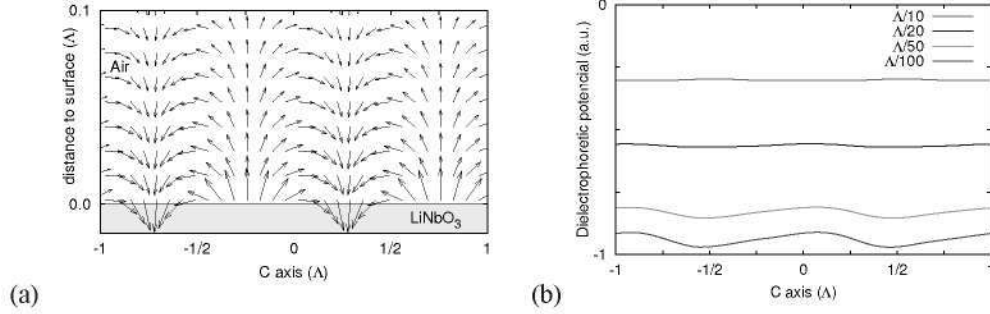 0.1
Air
distance to surface (Λ)
0.0
LiNbO3
-1
-1/2
0
1/2
1
C axis (Λ)
(a)
0
Λ/10
Λ/20
Λ/50
Λ/100
Dielectrophoretic potencial (a.u.)
-1
-1
-1/2
0
1/2
1
C axis (Λ)
(b)